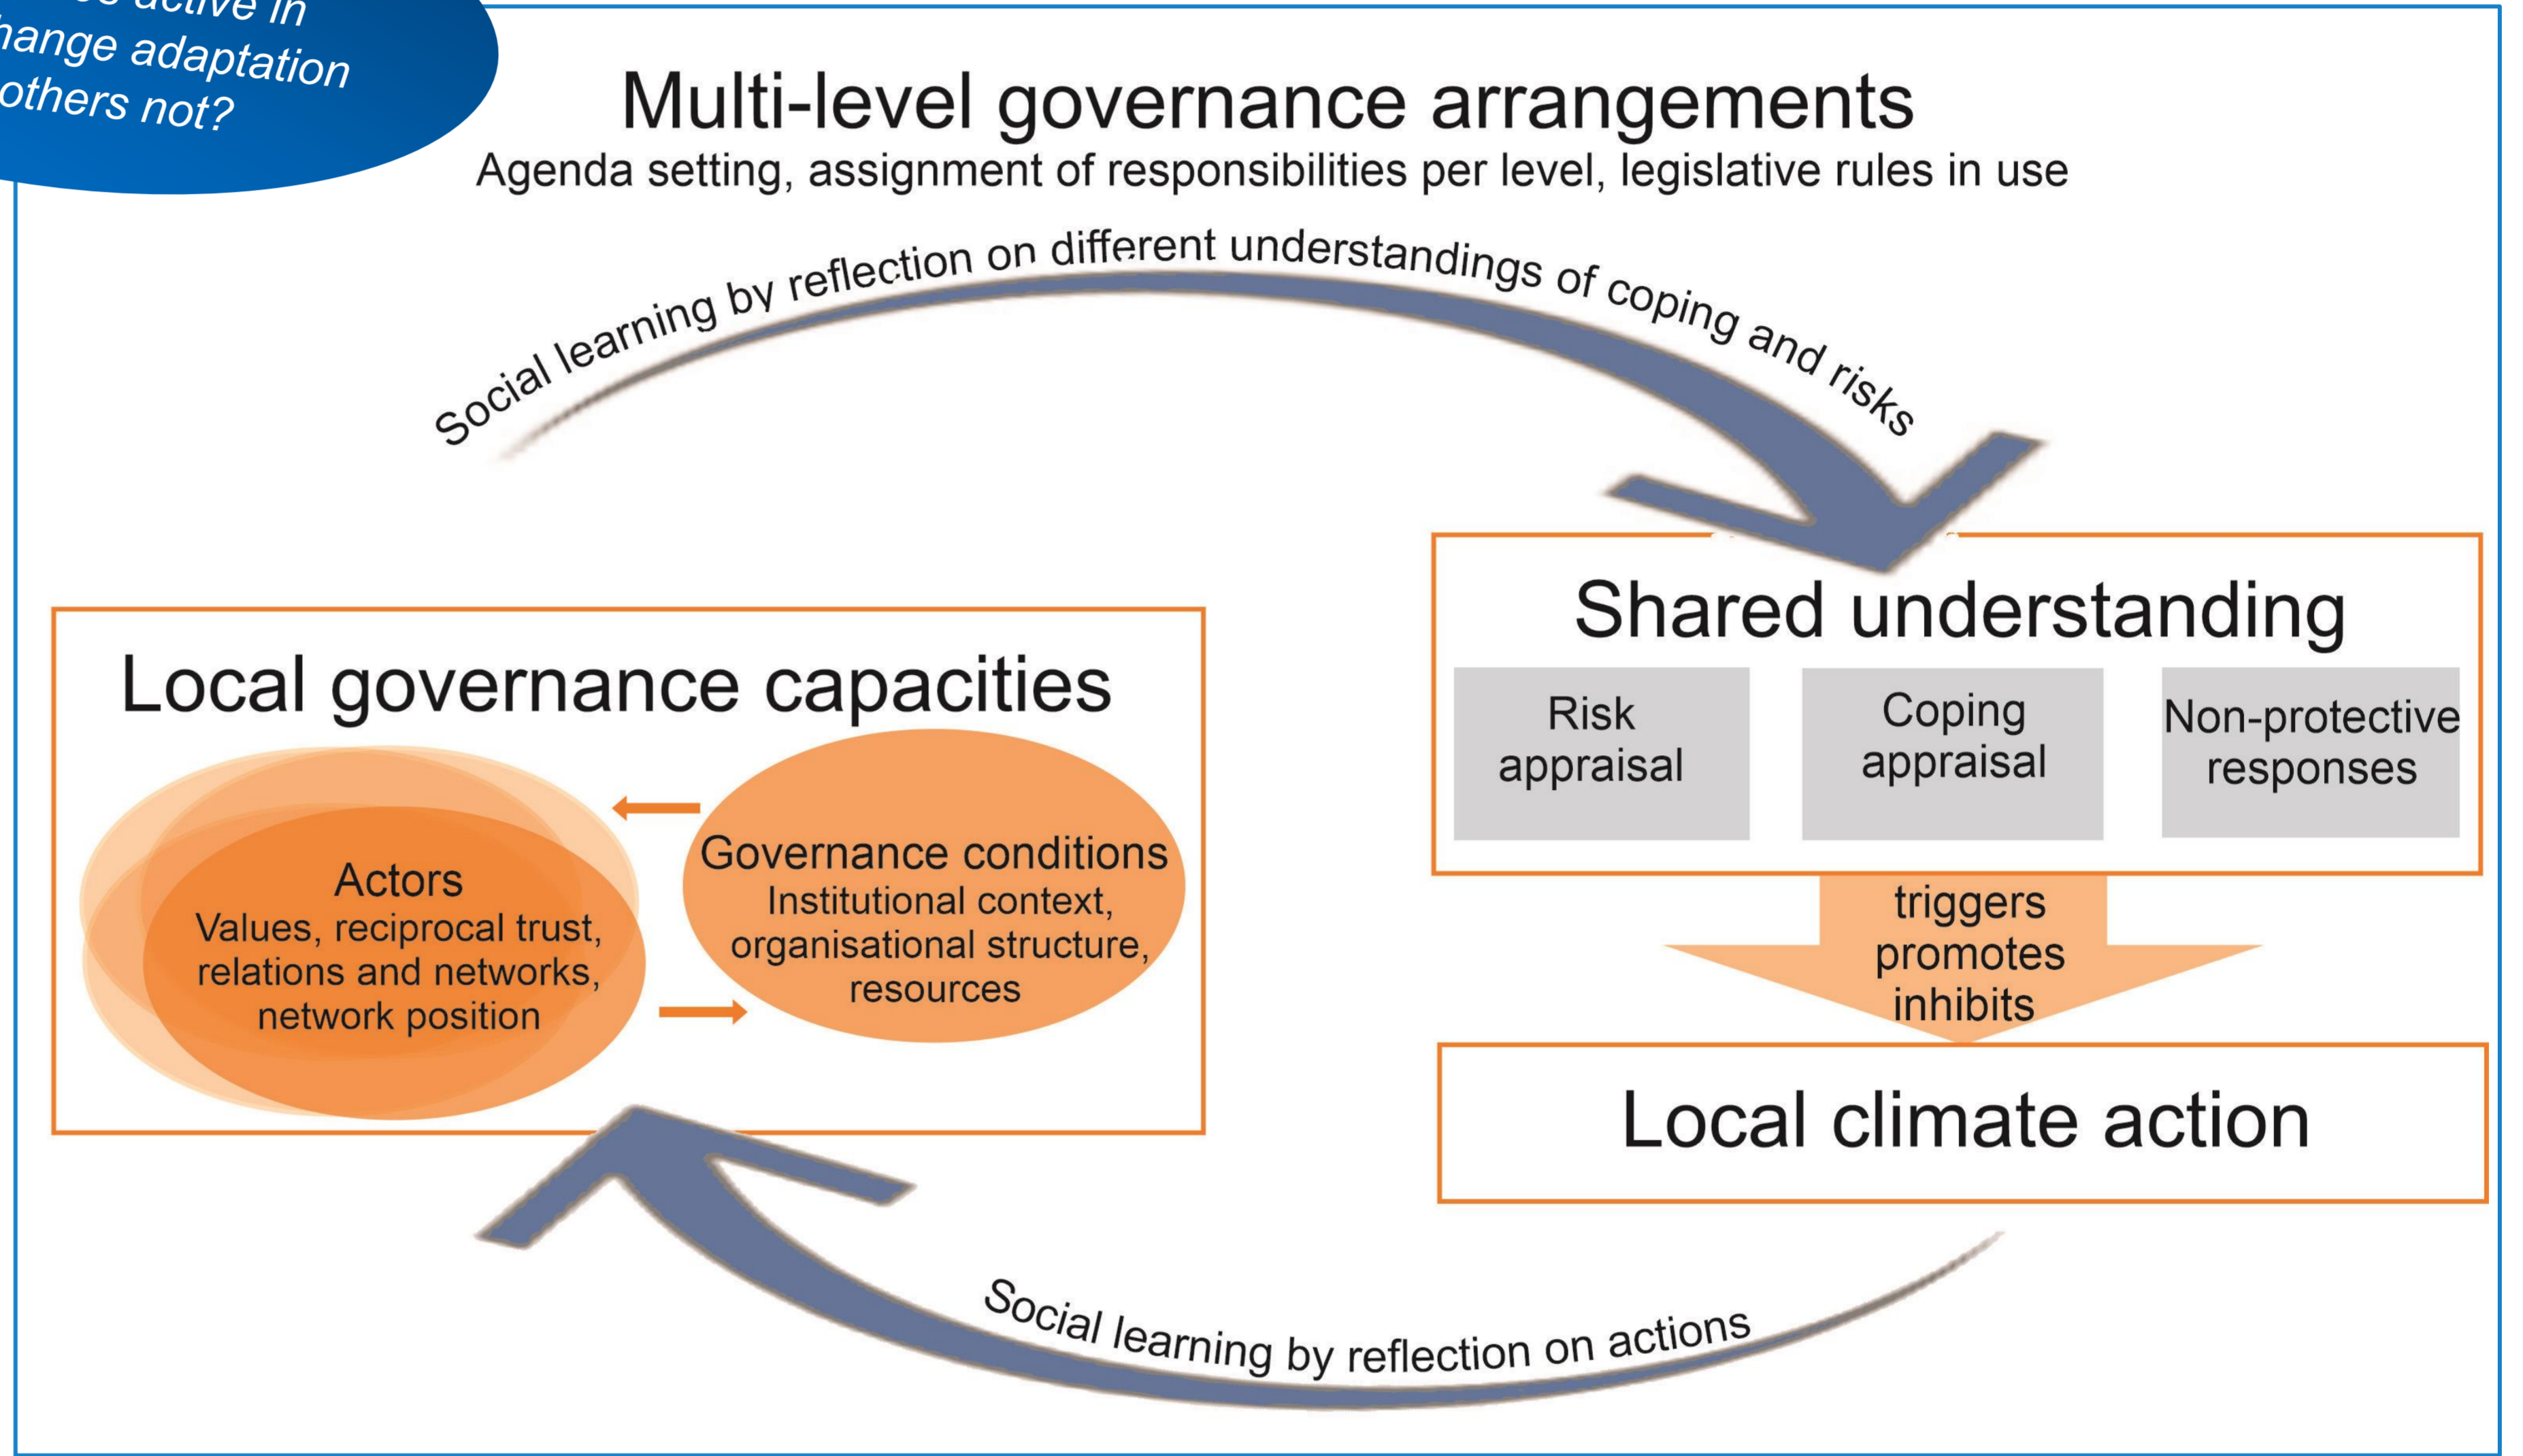 active in
adaptation
others not?
Multi-level governance arrangements
Agenda setting, assignment of responsibilities per level, legislative rules in use
Social learning by reflection on different understandings of coping and risks
Local governance capacities
Actors
Values, reciprocal trust,
relations and networks,
network position
Governance conditions
Institutional context,
organisational structure,
resources
Shared understanding
Risk
appraisal
Coping
appraisal
Non-protective
responses
triggers
promotes
inhibits
Local climate action
Social learning by reflection on actions